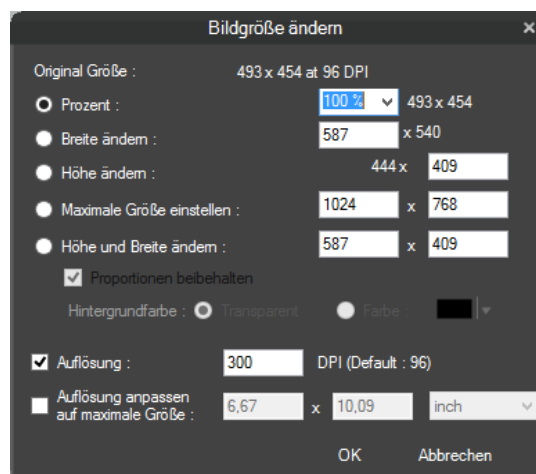 Bildgröße ändern
Original Größe : 493 x 454 at 96 DPI
Prozent : 100 % 493 x 454
Breite ändern : 587 x 540
Höhe ändern : 444 x 409
Maximale Größe einstellen : 1024 x 768
Höhe und Breite ändern : 587 x 409
Proportionen beibehalten
Hintergrundfarbe : Transparent Farbe :
Auflösung : 300 DPI (Default : 96)
Auflösung anpassen
auf maximale Größe : 6,67 x 10,09 inch
OK Abbrechen